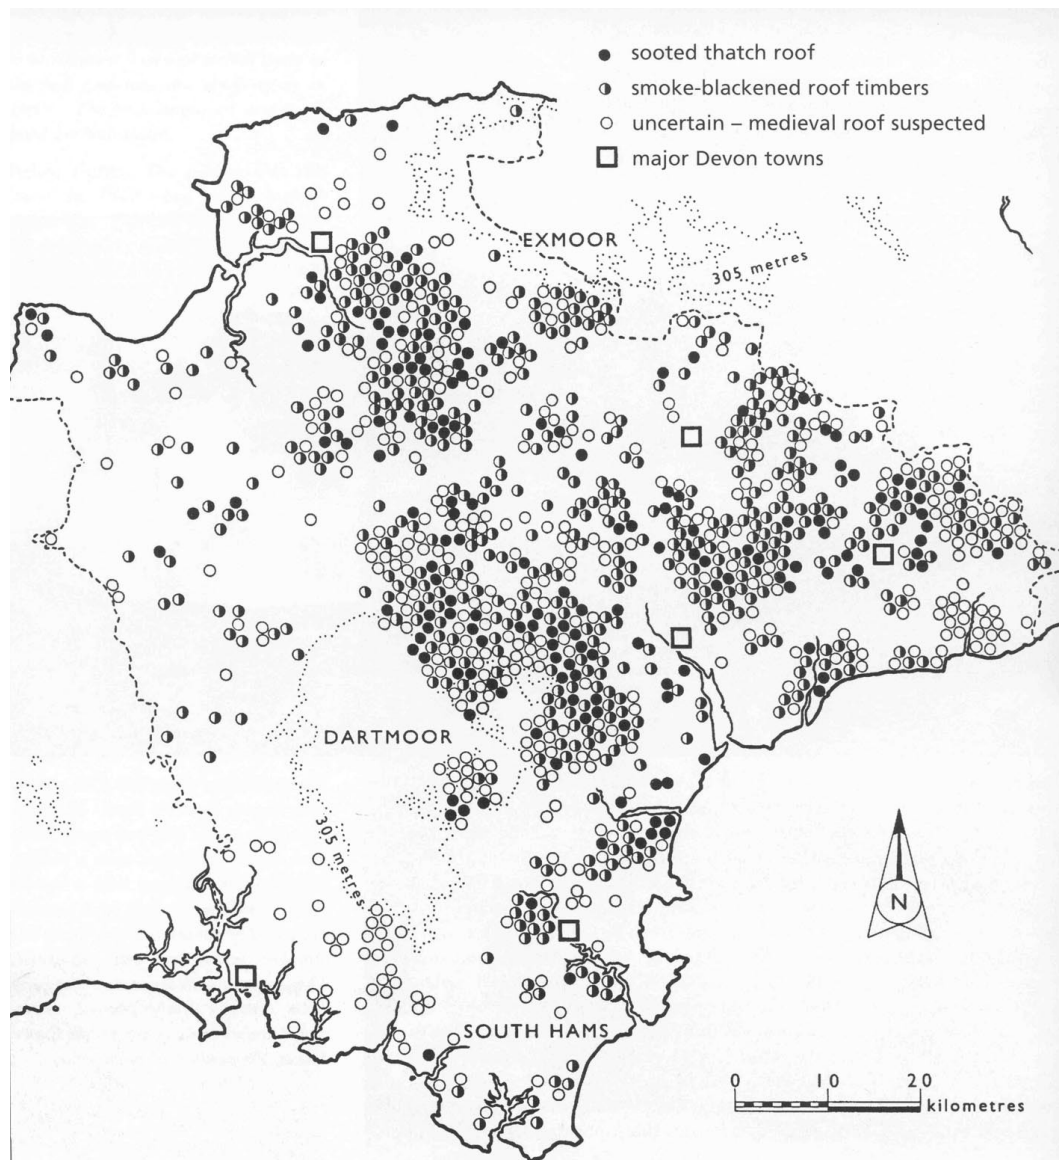 sooted thatch roof
smoke-blackened roof timbers
uncertain – medieval roof suspected
major Devon towns
EXMOOR
305 metres
DARTMOOR
305 metres
N
SOUTH HAMS
0 10 20
kilometres